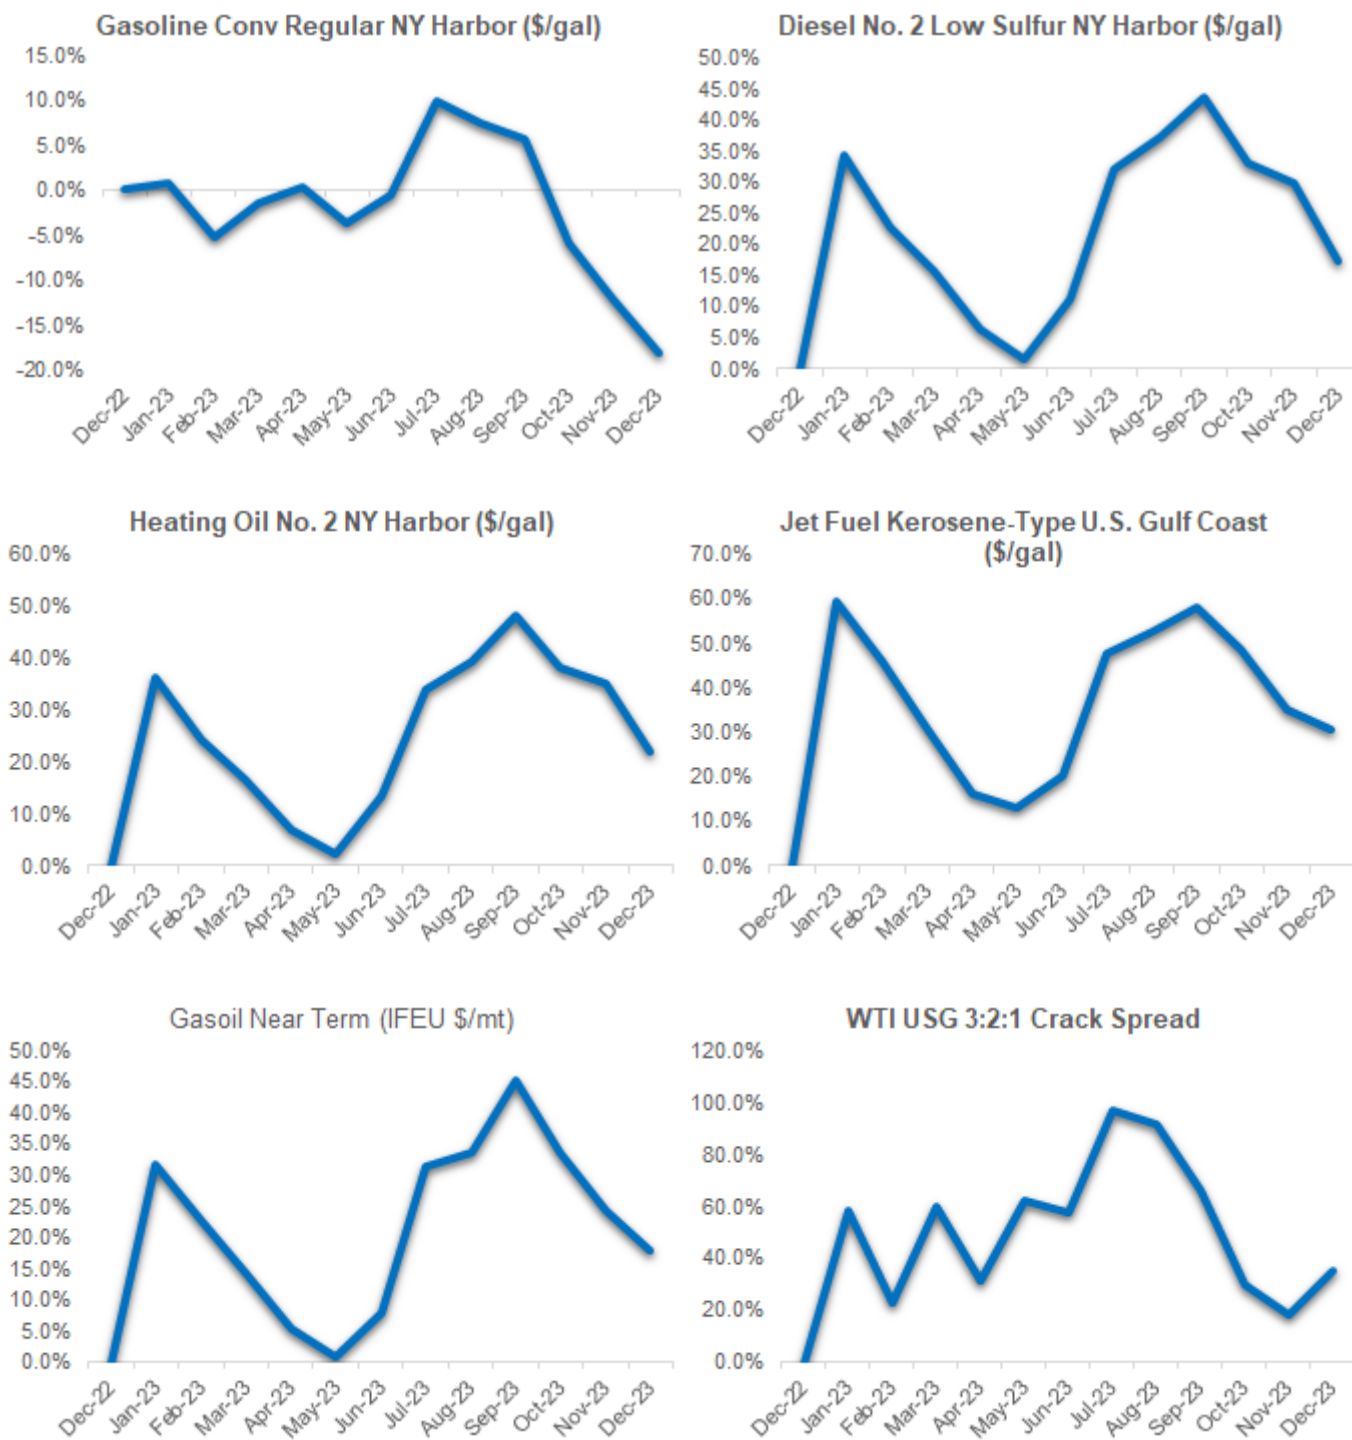 Gasoline Conv Regular NY Harbor ($/gal)
15.0%
10.0%
5.0%
0.0%
-5.0%
-10.0%
-15.0%
-20.0%
Dec-22
Jan-23
Feb-23
Mar-23
Apr-23
May-23
Jun-23
Jul-23
Aug-23
Sep-23
Oct-23
Nov-23
Dec-23
Diesel No. 2 Low Sulfur NY Harbor ($/gal)
50.0%
45.0%
40.0%
35.0%
30.0%
25.0%
20.0%
15.0%
10.0%
5.0%
0.0%
Dec-22
Jan-23
Feb-23
Mar-23
Apr-23
May-23
Jun-23
Jul-23
Aug-23
Sep-23
Oct-23
Nov-23
Dec-23
Heating Oil No. 2 NY Harbor ($/gal)
60.0%
50.0%
40.0%
30.0%
20.0%
10.0%
0.0%
Dec-22
Jan-23
Feb-23
Mar-23
Apr-23
May-23
Jun-23
Jul-23
Aug-23
Sep-23
Oct-23
Nov-23
Dec-23
Jet Fuel Kerosene-Type U.S. Gulf Coast
($/gal)
70.0%
60.0%
50.0%
40.0%
30.0%
20.0%
10.0%
0.0%
Dec-22
Jan-23
Feb-23
Mar-23
Apr-23
May-23
Jun-23
Jul-23
Aug-23
Sep-23
Oct-23
Nov-23
Dec-23
Gasoil Near Term (IFEU $/mt)
50.0%
45.0%
40.0%
35.0%
30.0%
25.0%
20.0%
15.0%
10.0%
5.0%
0.0%
Dec-22
Jan-23
Feb-23
Mar-23
Apr-23
May-23
Jun-23
Jul-23
Aug-23
Sep-23
Oct-23
Nov-23
Dec-23
WTI USG 3:2:1 Crack Spread
120.0%
100.0%
80.0%
60.0%
40.0%
20.0%
0.0%
Dec-22
Jan-23
Feb-23
Mar-23
Apr-23
May-23
Jun-23
Jul-23
Aug-23
Sep-23
Oct-23
Nov-23
Dec-23